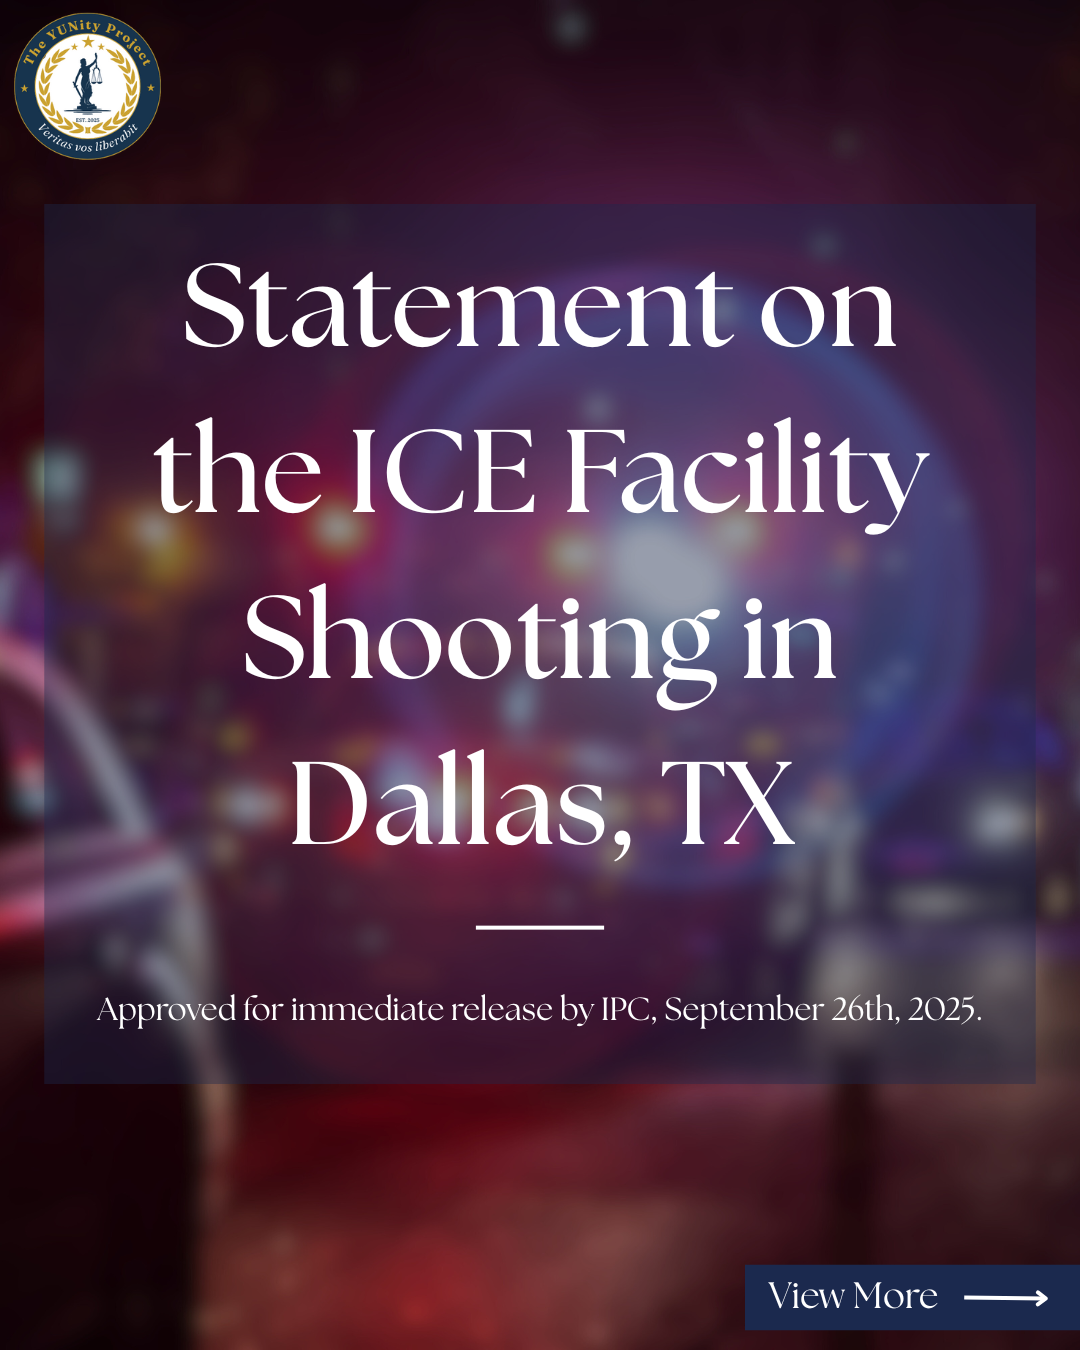 The YUNity Project
EST. 2025
Veritas vos liberabit
Statement on
the ICE Facility
Shooting in
Dallas, TX
Approved for immediate release by IPC, September 26th, 2025.
View More